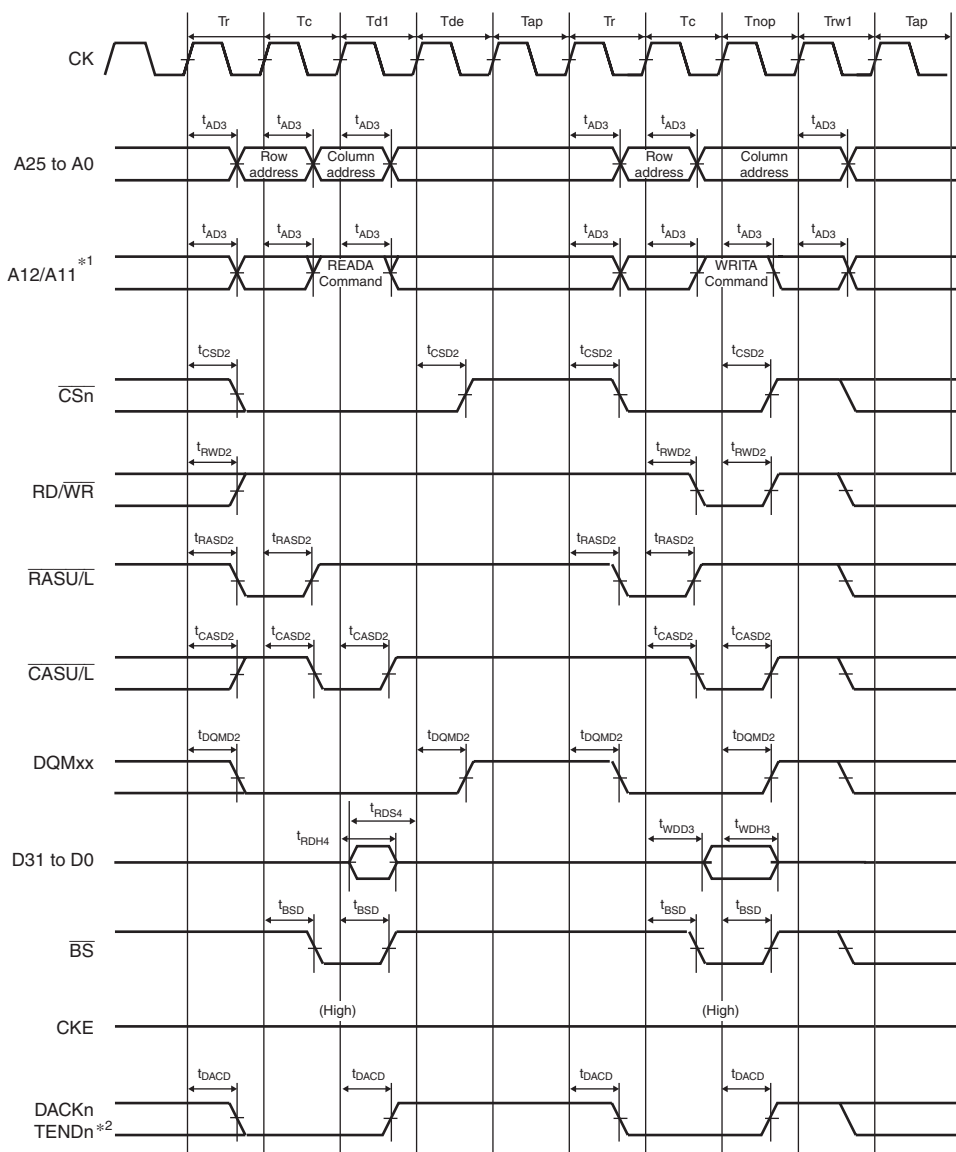 Tr Tc Td1 Tde Tap Tr Tc Tnop Trw1 Tap
CK
tAD3 tAD3 tAD3 tAD3 tAD3 tAD3
A25 to A0
Row address
Column address
Row address
Column address
tAD3 tAD3 tAD3 tAD3 tAD3 tAD3 tAD3
A12/A11*1
READA Command
WRITA Command
tCSD2 tCSD2 tCSD2 tCSD2
CSn
tRWD2 tRWD2 tRWD2
RD/WR
tRASD2 tRASD2 tRASD2 tRASD2
RASU/L
tCASD2 tCASD2 tCASD2 tCASD2 tCASD2
CASU/L
tDQMD2 tDQMD2 tDQMD2 tDQMD2
DQMxx
tRDS4
tRDH4 tWDD3 tWDH3
D31 to D0
tBSD tBSD tBSD tBSD
BS
(High) (High)
CKE
tDACD tDACD tDACD tDACD
DACKn
TENDn*2